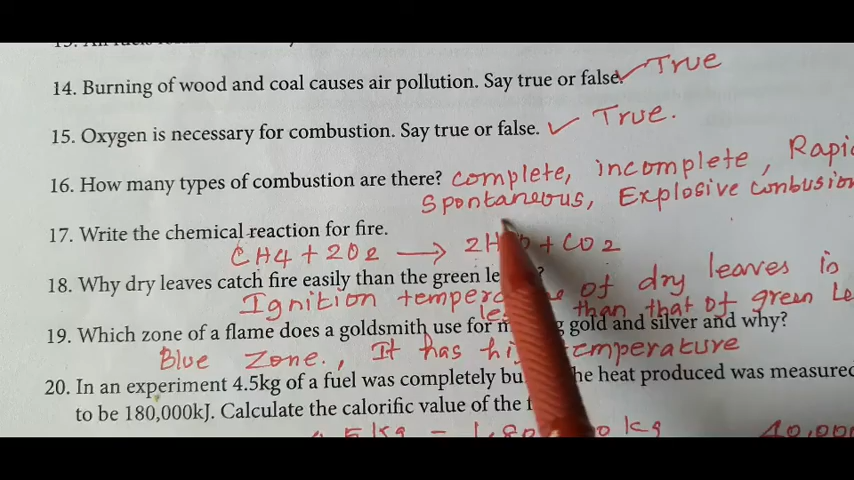 14. Burning of wood and coal causes air pollution. Say true or false. ✓ True
15. Oxygen is necessary for combustion. Say true or false. ✓ True.
16. How many types of combustion are there? complete, incomplete, Rapi
Spontaneous, Explosive conbusion
17. Write the chemical reaction for fire.
CH4 + 2O2 → 2H + CO2
18. Why dry leaves catch fire easily than the green
Ignition of dry leaves is
than that of green Le
19. Which zone of a flame does a goldsmith use for gold and silver and why?
Blue Zone., It has temperature
20. In an experiment 4.5kg of a fuel was completely he heat produced was measured
to be 180,000kJ. Calculate the calorific value of the